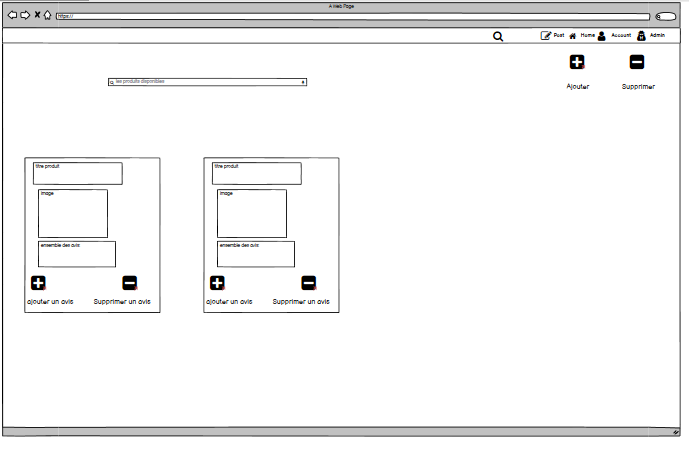 A Web Page
https://
Post Home Account Admin
les produits disponibles
Ajouter Supprimer
titre produit
image
ensemble des avis
ajouter un avis Supprimer un avis
titre produit
image
ensemble des avis
ajouter un avis Supprimer un avis